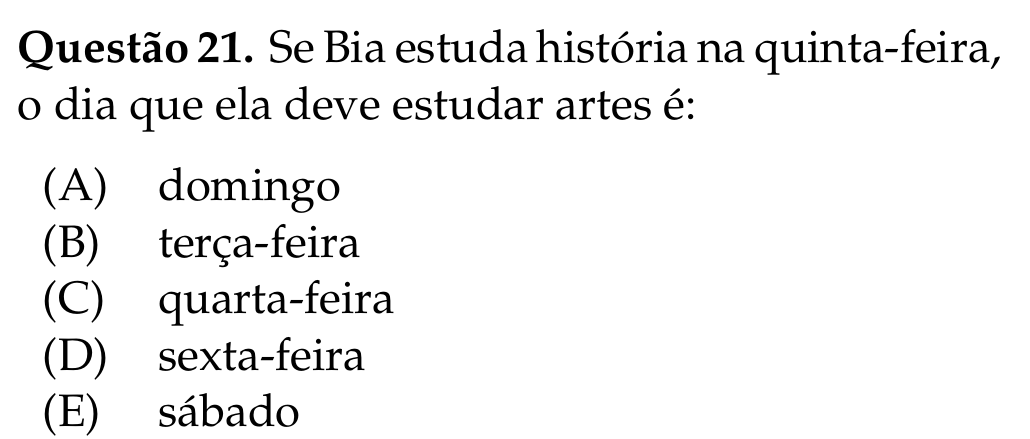 Questão 21. Se Bia estuda história na quinta-feira,
o dia que ela deve estudar artes é:
(A) domingo
(B) terça-feira
(C) quarta-feira
(D) sexta-feira
(E) sábado